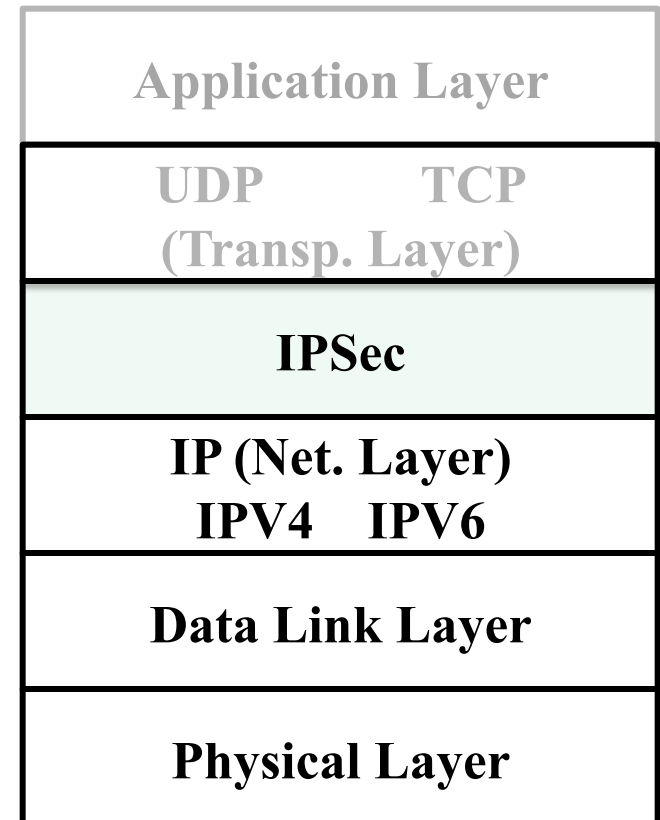 Application Layer
UDP TCP
(Transp. Layer)
IPSec
IP (Net. Layer)
IPV4 IPV6
Data Link Layer
Physical Layer